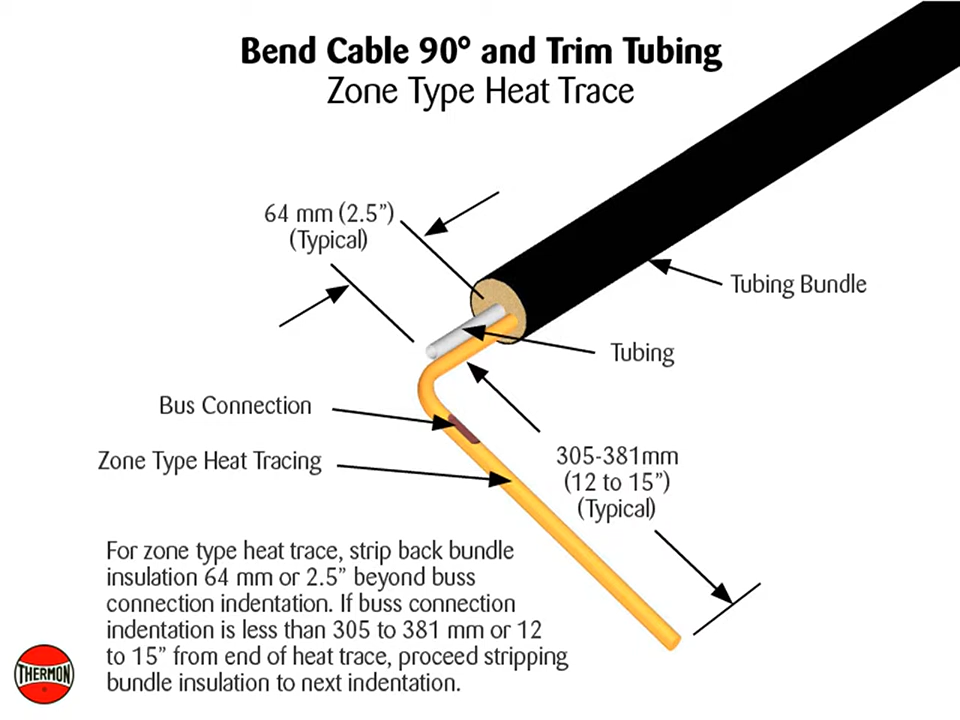 Bend Cable 90° and Trim Tubing
Zone Type Heat Trace
64 mm (2.5”)
(Typical)
Tubing Bundle
Tubing
Bus Connection
Zone Type Heat Tracing
305-381mm
(12 to 15”)
(Typical)
For zone type heat trace, strip back bundle
insulation 64 mm or 2.5” beyond buss
connection indentation. If buss connection
indentation is less than 305 to 381 mm or 12
to 15” from end of heat trace, proceed stripping
bundle insulation to next indentation.
THERMON